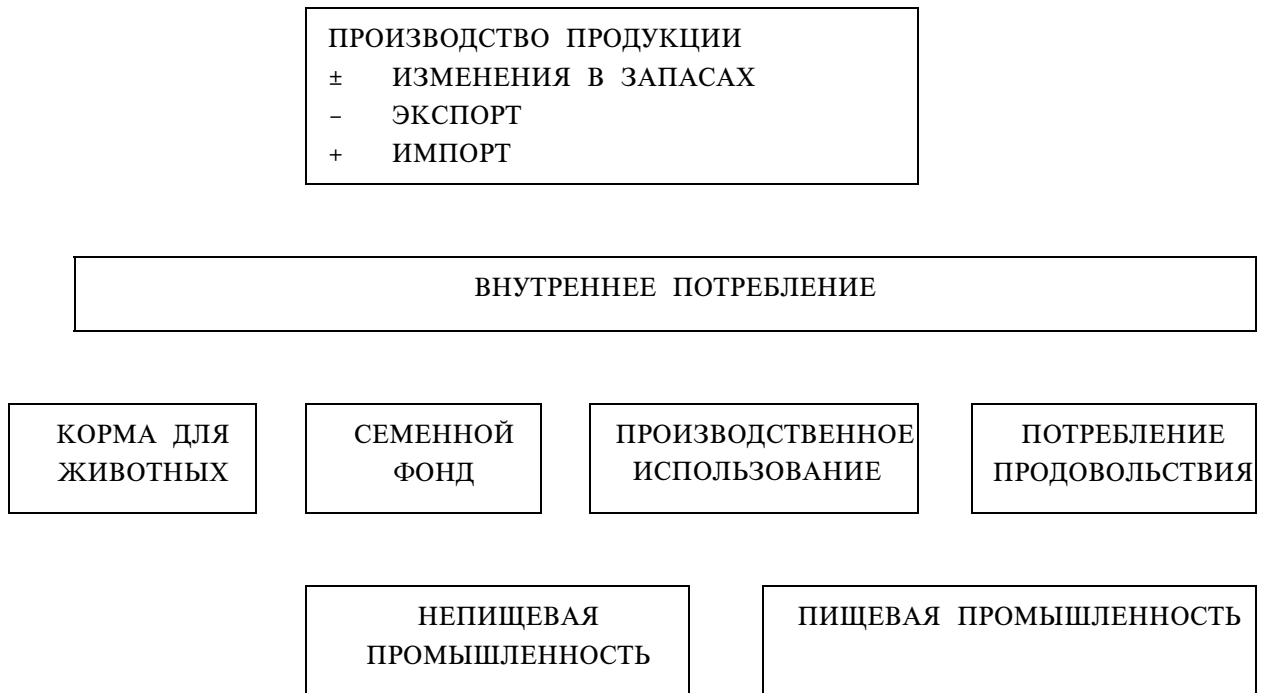 ПРОИЗВОДСТВО ПРОДУКЦИИ
± ИЗМЕНЕНИЯ В ЗАПАСАХ
– ЭКСПОРТ
+ ИМПОРТ
ВНУТРЕННЕЕ ПОТРЕБЛЕНИЕ
КОРМА ДЛЯ
ЖИВОТНЫХ
СЕМЕННОЙ
ФОНД
ПРОИЗВОДСТВЕННОЕ
ИСПОЛЬЗОВАНИЕ
ПОТРЕБЛЕНИЕ
ПРОДОВОЛЬСТВИЯ
НЕПИЩЕВАЯ
ПРОМЫШЛЕННОСТЬ
ПИЩЕВАЯ ПРОМЫШЛЕННОСТЬ